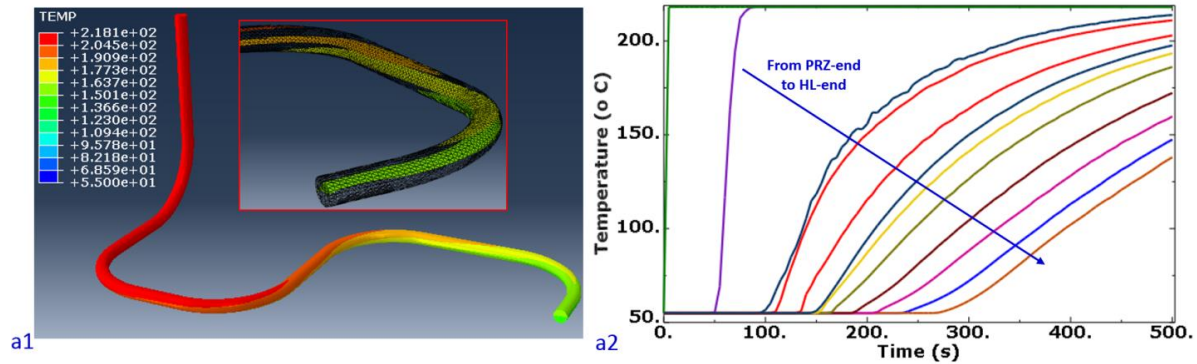 TEMP
+2.181e+02
+2.045e+02
+1.909e+02
+1.773e+02
+1.637e+02
+1.501e+02
+1.366e+02
+1.230e+02
+1.094e+02
+9.578e+01
+8.218e+01
+6.859e+01
+5.500e+01
a1
Temperature (o C)
200.
150.
100.
50.
From PRZ-end
to HL-end
0. 100. 200. 300. 400. 500.
Time (s)
a2